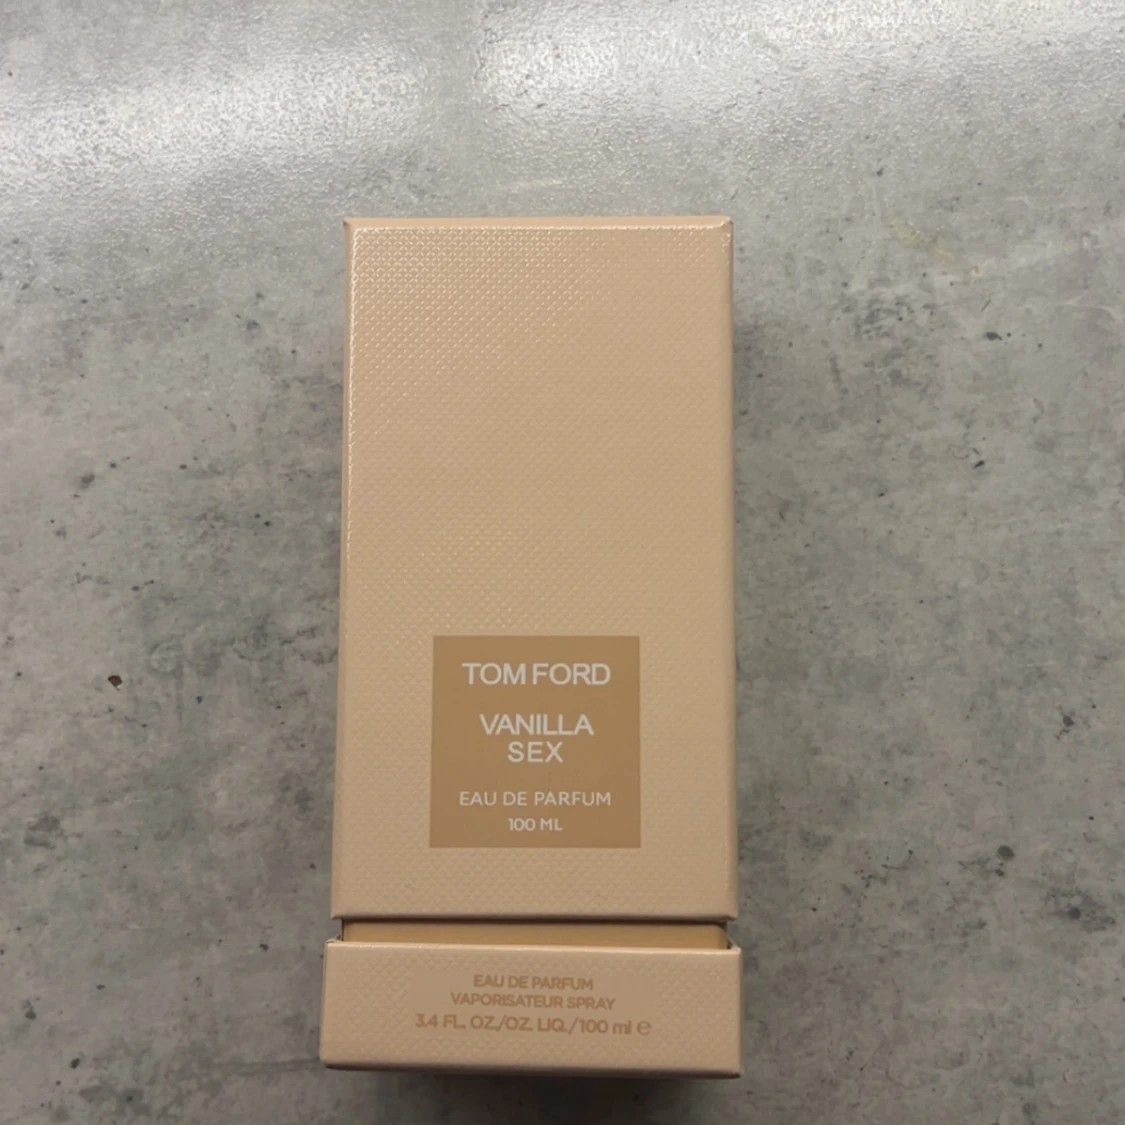 TOM FORD
VANILLA
SEX
EAU DE PARFUM
100 ML
EAU DE PARFUM
VAPORISATEUR SPRAY
3.4 FL. OZ./OZ. LIQ./100 ml ℮